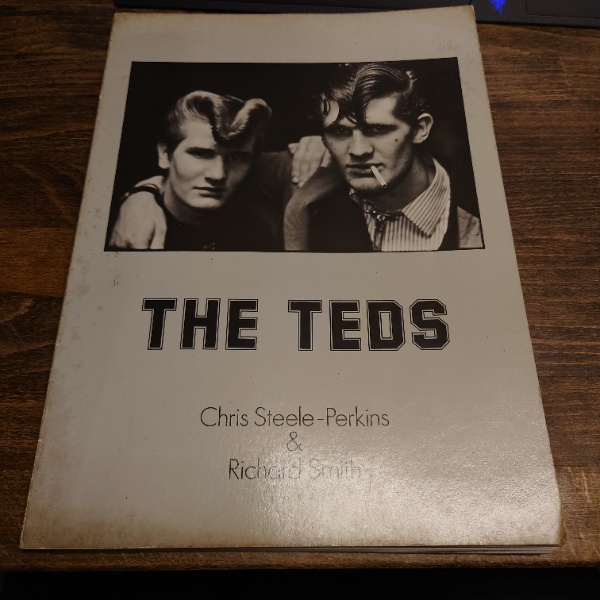 THE TEDS
Chris Steele-Perkins
&
Richard Smith